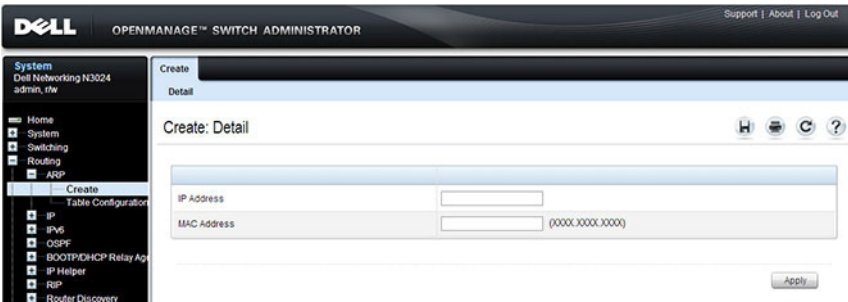 Support | About | Log Out
DELL OPENMANAGE™ SWITCH ADMINISTRATOR
System
Dell Networking N3024
admin, r/w
Home
System
Switching
Routing
ARP
Create
Table Configuration
IP
IPv6
OSPF
BOOTP/DHCP Relay Age
IP Helper
RIP
Router Discovery
Create
Detail
Create: Detail
IP Address
MAC Address (XXXX.XXXX.XXXX)
Apply